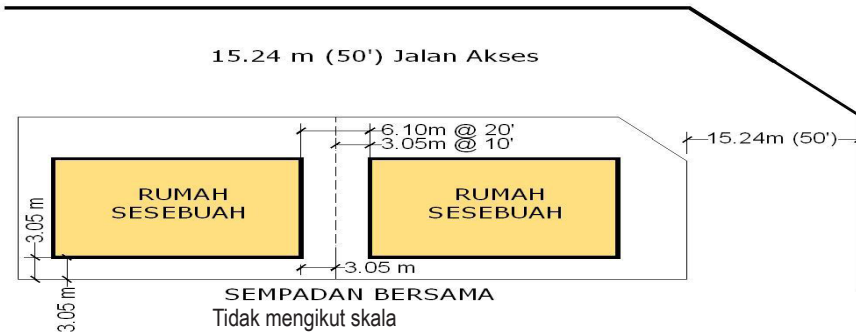 15.24 m (50') Jalan Akses
6.10m @ 20'
3.05m @ 10'
15.24m (50')
RUMAH
SESEBUAH
RUMAH
SESEBUAH
3.05 m
3.05 m
3.05 m
SEMPADAN BERSAMA
Tidak mengikut skala